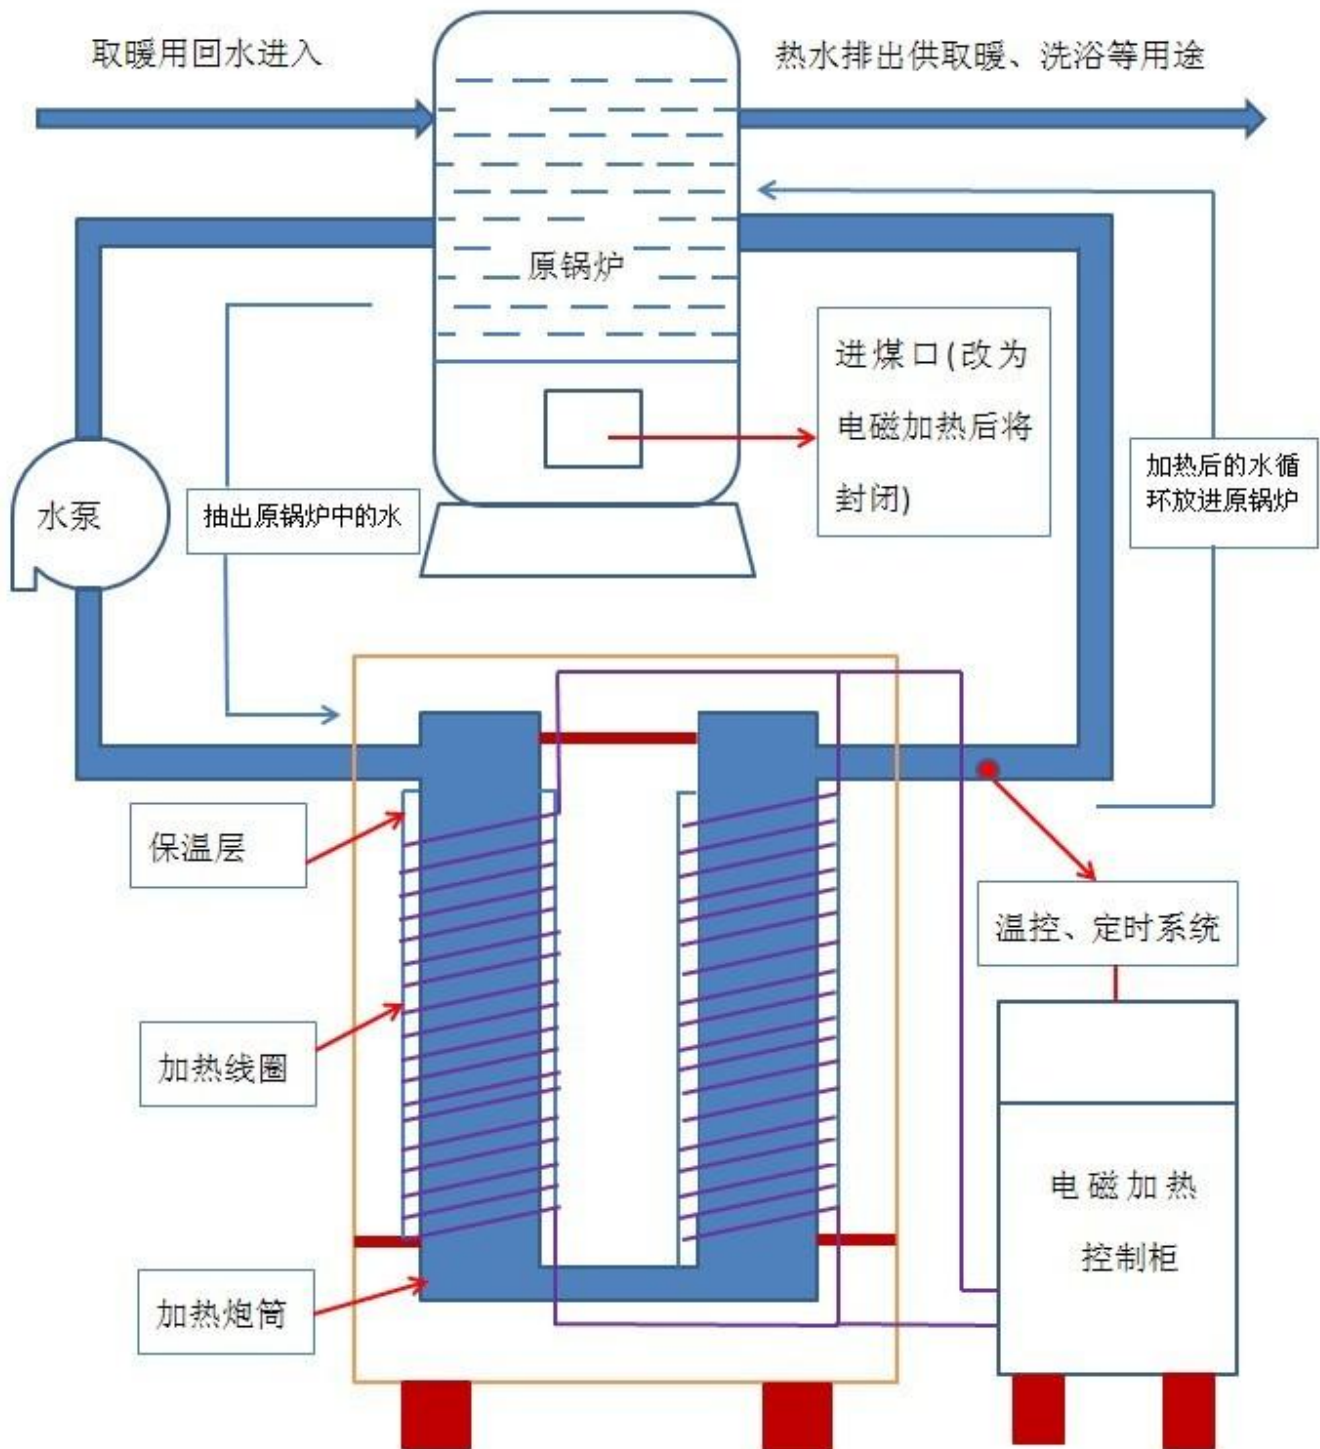 取暖用回水进入
热水排出供取暖、洗浴等用途
原锅炉
进煤口(改为
电磁加热后将
封闭)
加热后的水循
环放进原锅炉
水泵
抽出原锅炉中的水
保温层
温控、定时系统
加热线圈
电磁加热
控制柜
加热炮筒